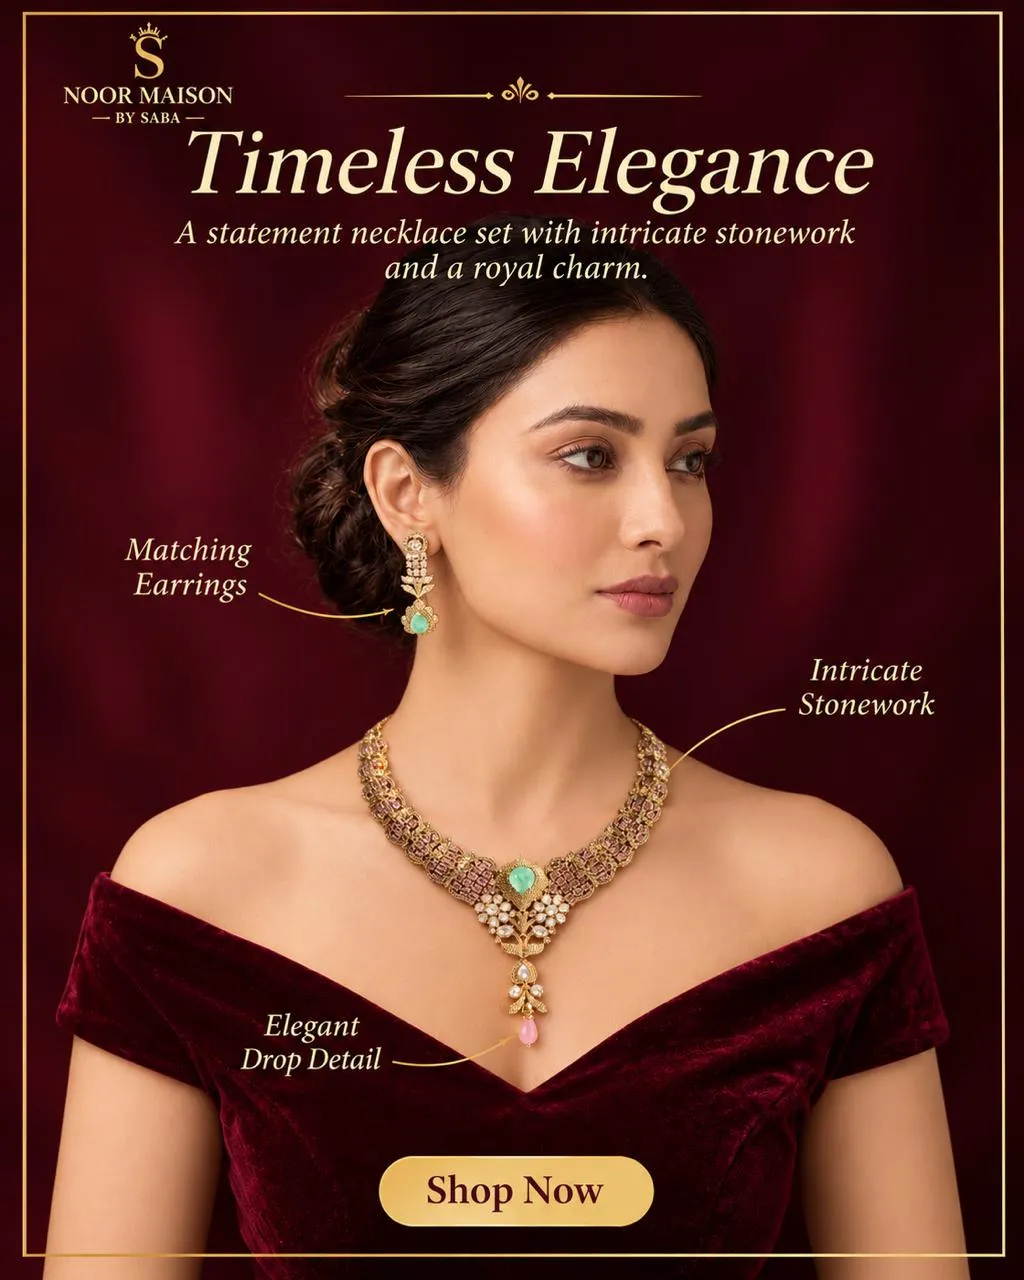 S
NOOR MAISON
BY SABA
Timeless Elegance
A statement necklace set with intricate stonework
and a royal charm.
Matching
Earrings
Intricate
Stonework
Elegant
Drop Detail
Shop Now